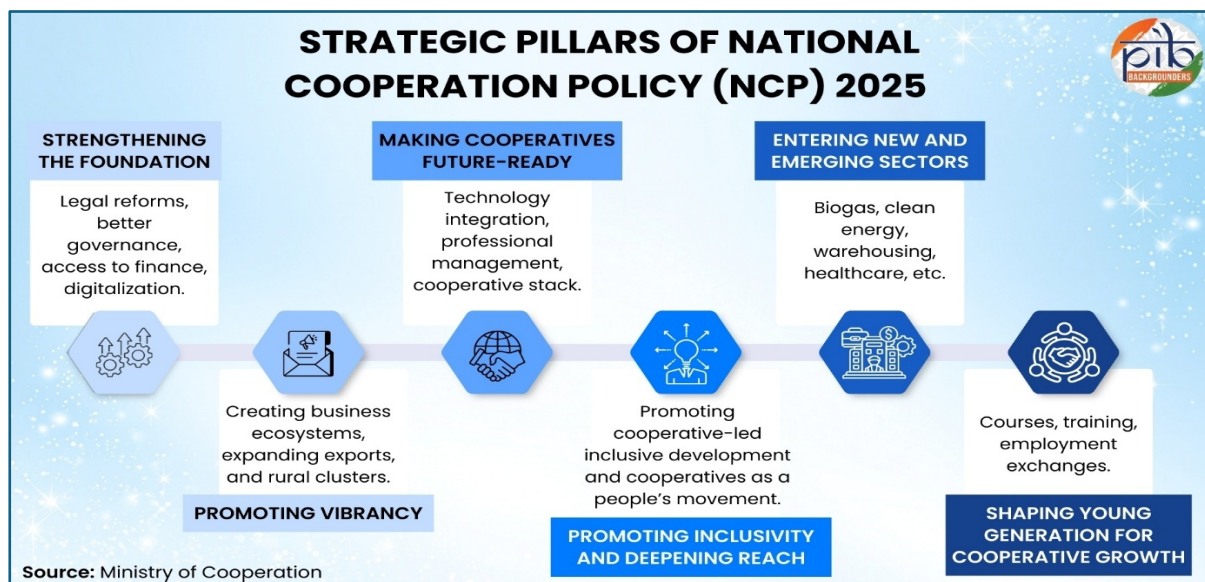 STRATEGIC PILLARS OF NATIONAL
COOPERATION POLICY (NCP) 2025
pib
BACKGROUNDERS
STRENGTHENING
THE FOUNDATION
Legal reforms,
better
governance,
access to finance,
digitalization.
Creating business
ecosystems,
expanding exports,
and rural clusters.
PROMOTING VIBRANCY
MAKING COOPERATIVES
FUTURE-READY
Technology
integration,
professional
management,
cooperative stack.
Promoting
cooperative-led
inclusive development
and cooperatives as a
people’s movement.
PROMOTING INCLUSIVITY
AND DEEPENING REACH
ENTERING NEW AND
EMERGING SECTORS
Biogas, clean
energy,
warehousing,
healthcare, etc.
$
Courses, training,
employment
exchanges.
SHAPING YOUNG
GENERATION FOR
COOPERATIVE GROWTH
Source: Ministry of Cooperation